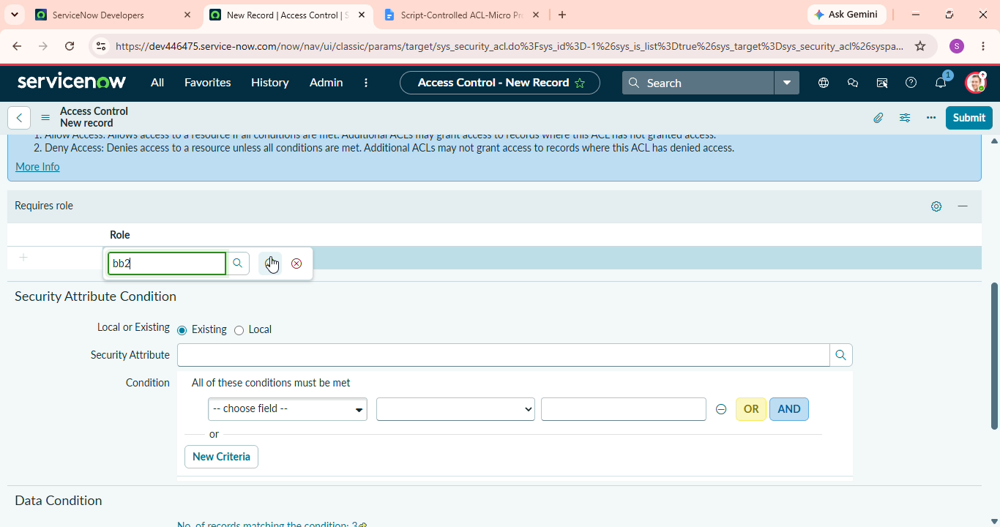 ServiceNow Developers
New Record | Access Control | S
Script-Controlled ACL-Micro Pr
Ask Gemini
https://dev446475.service-now.com/now/nav/ui/classic/params/target/sys_security_acl.do%3Fsys_id%3D-1%26sys_is_list%3Dtrue%26sys_target%3Dsys_security_acl%26syspa...
S
servicenow
All
Favorites
History
Admin
Access Control - New Record
Search
1
Access Control
New record
Submit
1. Allow Access: Allows access to a resource if all conditions are met. Additional ACLs may grant access to records where this ACL has not granted access.
2. Deny Access: Denies access to a resource unless all conditions are met. Additional ACLs may not grant access to records where this ACL has denied access.
More Info
Requires role
Role
bb2
Security Attribute Condition
Local or Existing
Existing
Local
Security Attribute
Condition
All of these conditions must be met
-- choose field --
OR
AND
or
New Criteria
Data Condition
No. of records matching the condition: 3